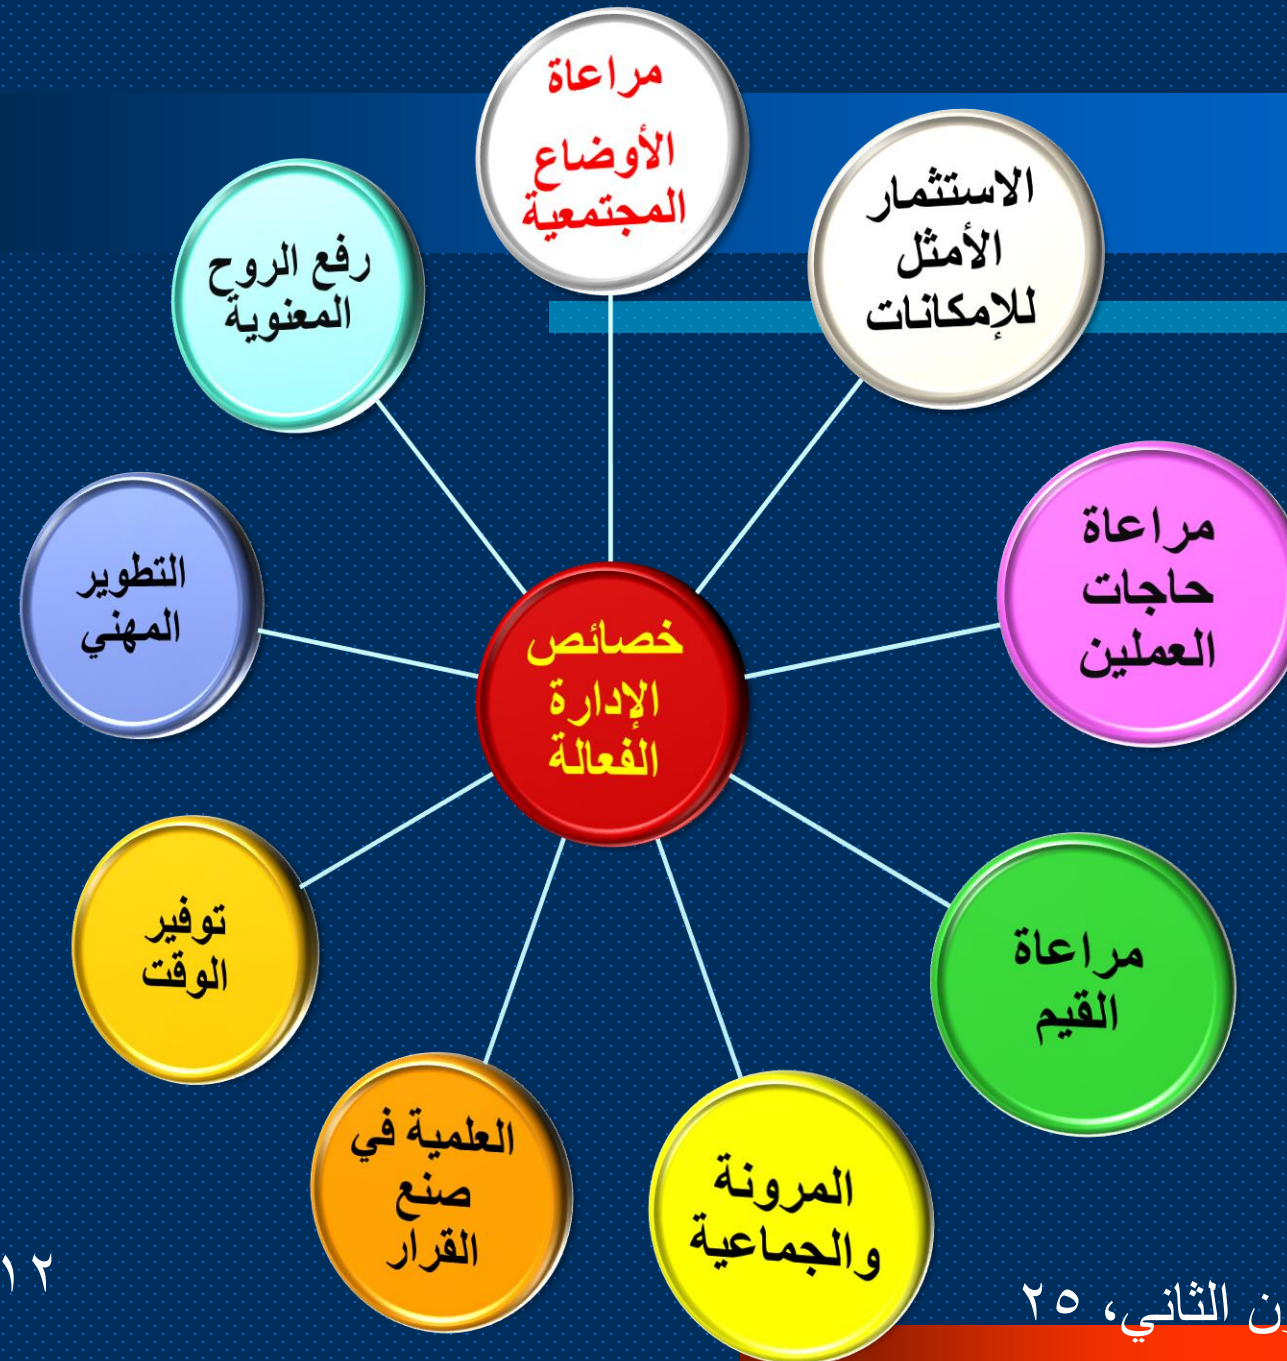 مراعاة
الأوضاع
المجتمعية
الاستثمار
الأمثل
للإمكانات
مراعاة
حاجات
العملين
مراعاة
القيم
المرونة
والجماعية
العلمية في
صنع
القرار
توفير
الوقت
التطوير
المهني
رفع الروح
المعنوية
خصائص
الإدارة
الفعالة
الثاني، ٢٥
١٢